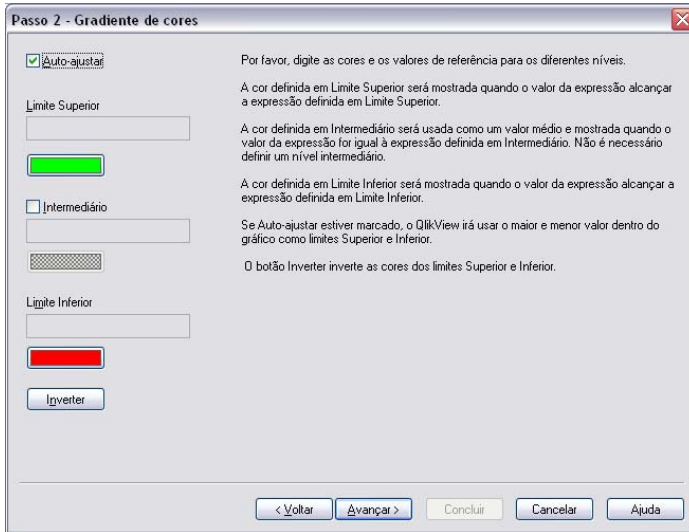 Passo 2 - Gradiente de cores
Auto-ajustar
Limite Superior
Intermediário
Limite Inferior
Inverter
Por favor, digite as cores e os valores de referência para os diferentes níveis.
A cor definida em Limite Superior será mostrada quando o valor da expressão alcançar
a expressão definida em Limite Superior.
A cor definida em Intermediário será usada como um valor médio e mostrada quando o
valor da expressão for igual à expressão definida em Intermediário. Não é necessário
definir um nível intermediário.
A cor definida em Limite Inferior será mostrada quando o valor da expressão alcançar a
expressão definida em Limite Inferior.
Se Auto-ajustar estiver marcado, o QlikView irá usar o maior e menor valor dentro do
gráfico como limites Superior e Inferior.
O botão Inverter inverte as cores dos limites Superior e Inferior.
< Voltar
Avançar >
Concluir
Cancelar
Ajuda